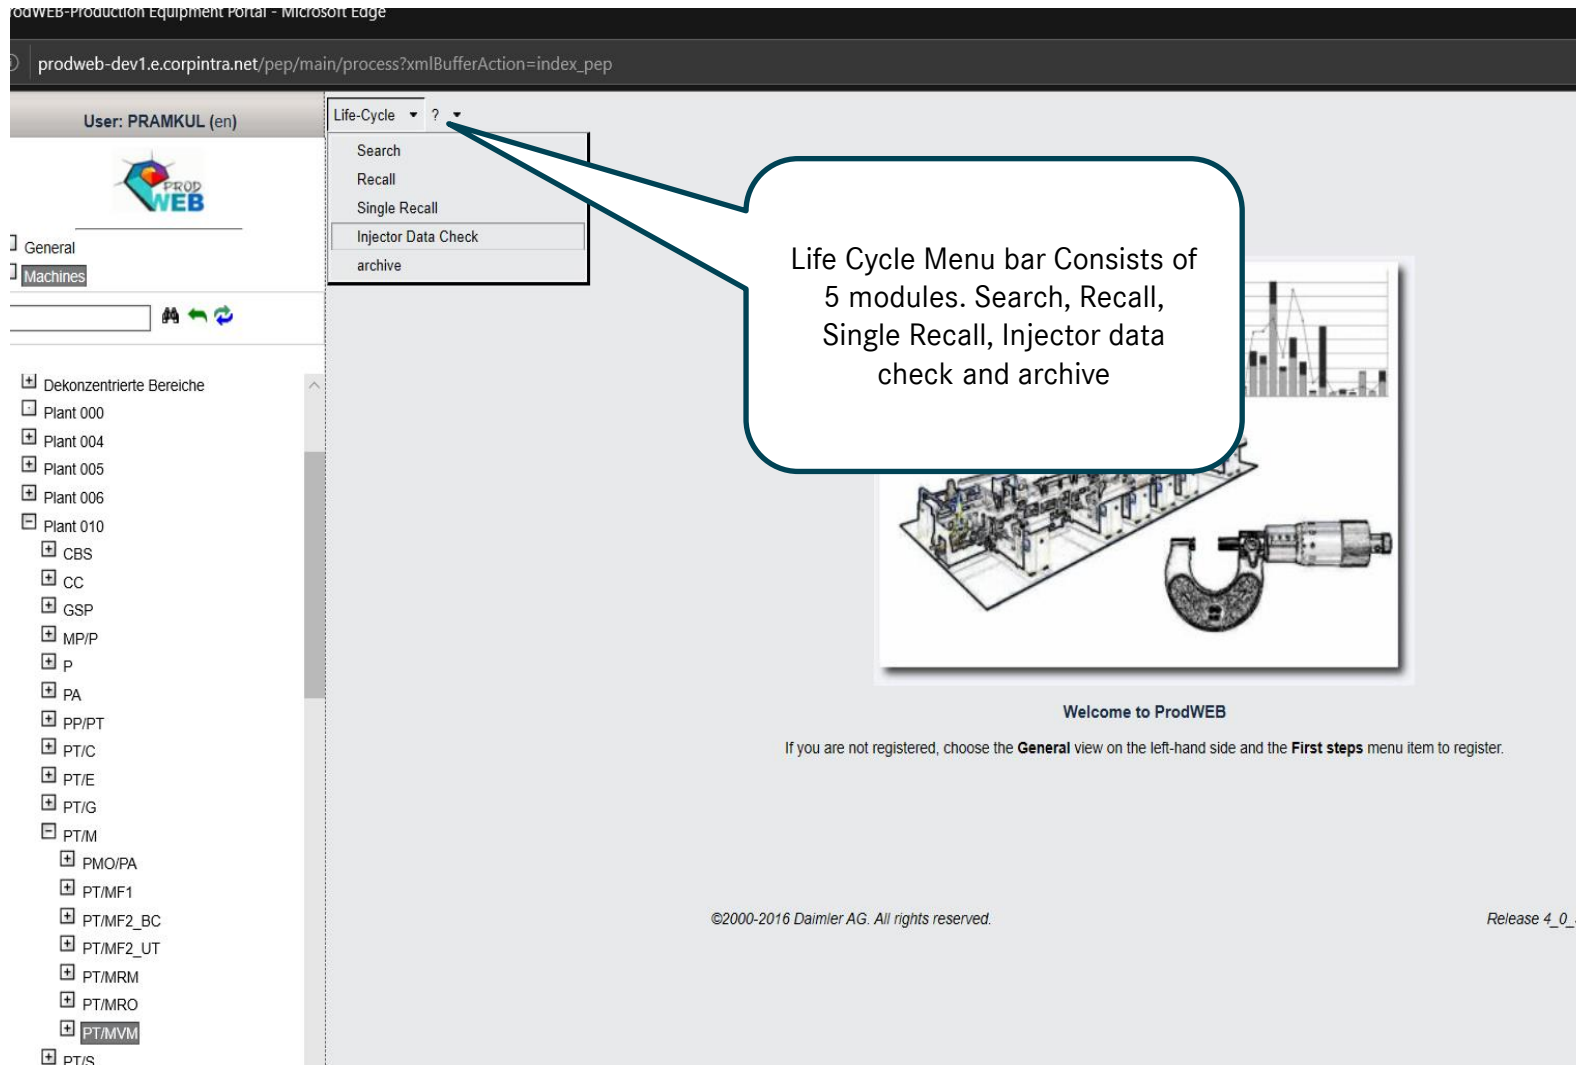 prodWEB-Production Equipment Portal - Microsoft Edge
prodweb-dev1.e.corpintra.net/pep/main/process?xmlBufferAction=index_pep
User: PRAMKUL (en)
Life-Cycle ?
PROD
WEB
Search
Recall
Single Recall
Injector Data Check
archive
General
Machines
Life Cycle Menu bar Consists of
5 modules. Search, Recall,
Single Recall, Injector data
check and archive
Dekonzentrierte Bereiche
Plant 000
Plant 004
Plant 005
Plant 006
Plant 010
CBS
CC
GSP
MP/P
P
PA
PP/PT
PT/C
PT/E
PT/G
PT/M
PMO/PA
PT/MF1
PT/MF2_BC
PT/MF2_UT
PT/MRM
PT/MRO
PT/MVM
PT/S
Welcome to ProdWEB
If you are not registered, choose the General view on the left-hand side and the First steps menu item to register.
©2000-2016 Daimler AG. All rights reserved.
Release 4_0_